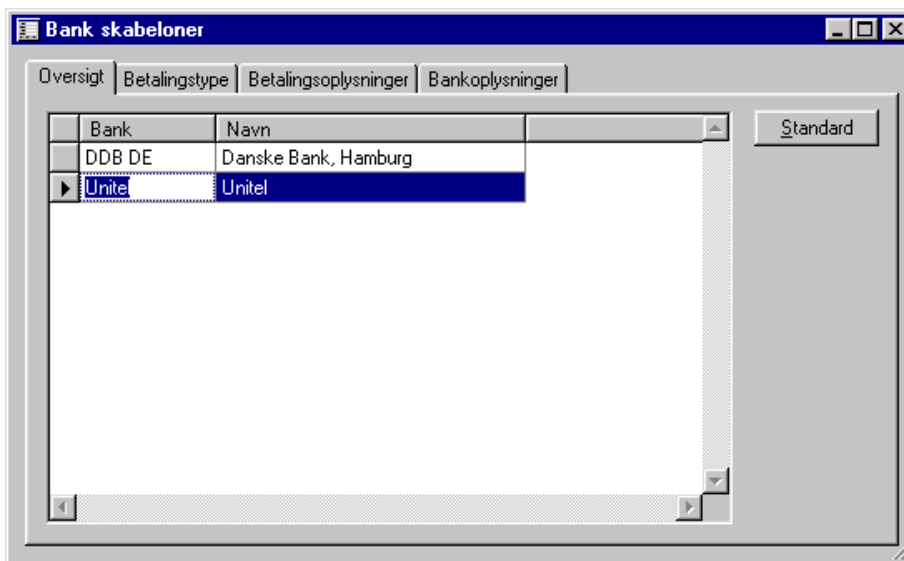 Bank skabeloner
Oversigt Betalingstype Betalingsoplysninger Bankoplysninger
Bank Navn Standard
DDB DE Danske Bank, Hamburg
Unitel Unitel